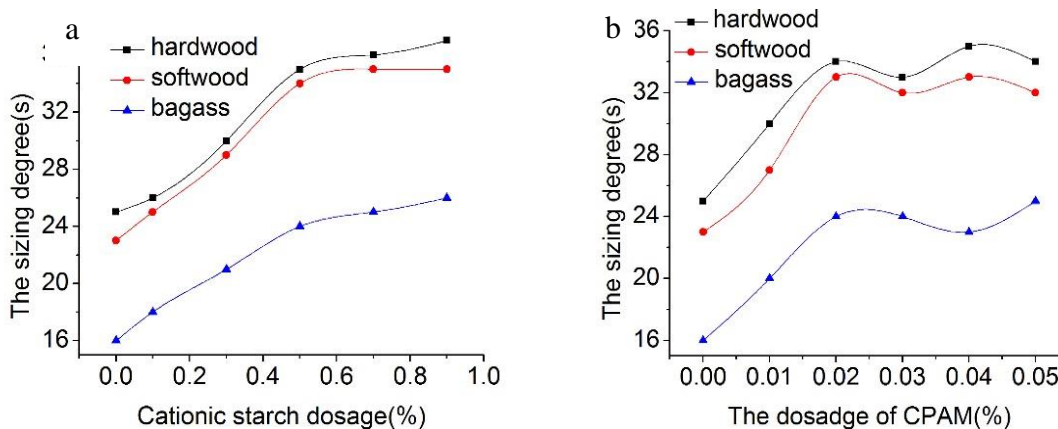 a
hardwood
softwood
bagass
32
28
24
20
16
0.0 0.2 0.4 0.6 0.8 1.0
The sizing degree(s)
Cationic starch dosage(%)
b
hardwood
softwood
bagass
36
32
28
24
20
16
0.00 0.01 0.02 0.03 0.04 0.05
The sizing degree(s)
The dosadge of CPAM(%)